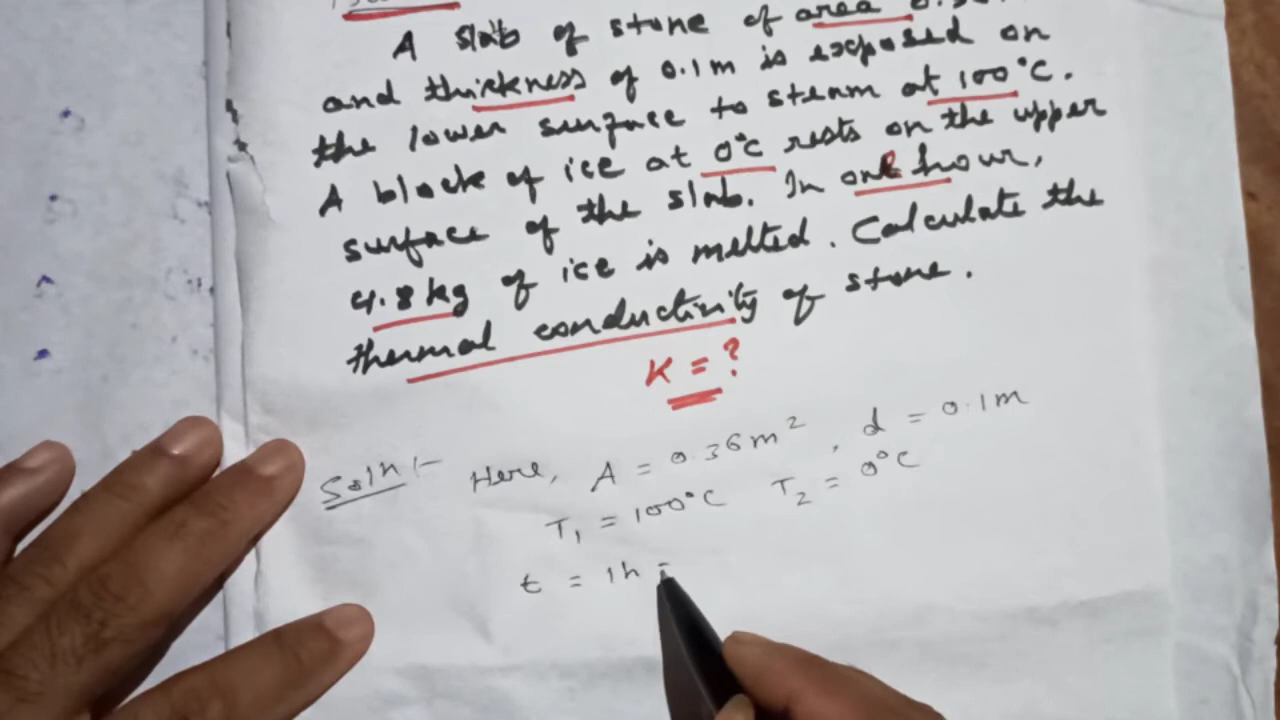 A slab of stone of area
and thickness of 0.1m is exposed on
the lower surface to steam at 100°C.
A block of ice at 0°C rests on the upper
surface of the slab. In one hour,
4.8 kg of ice is melted. Calculate the
thermal conductivity of stone.
K = ?
Soln :- Here, A = 0.36 m², d = 0.1m
T₁ = 100°C T₂ = 0°C
t = 1h =